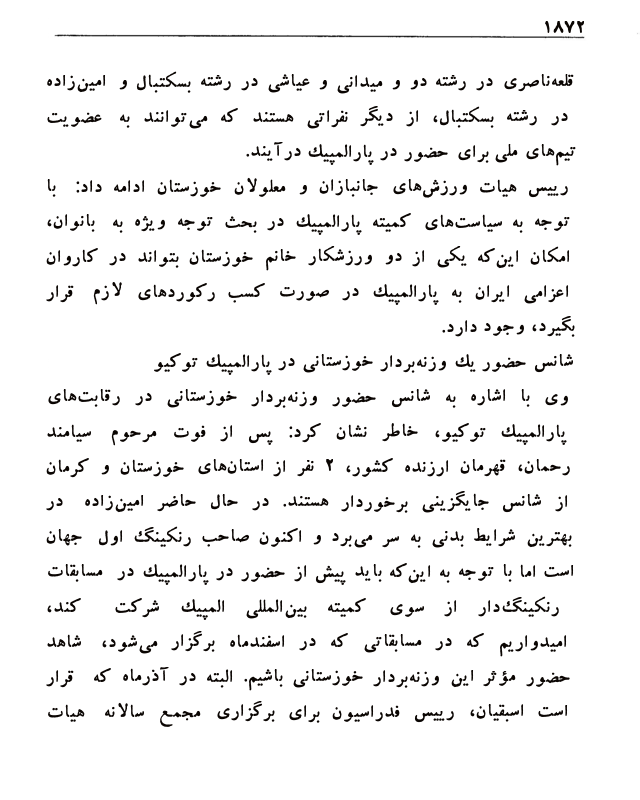 ۱۸۷۲
قلعه‌ناصری در رشته دو و میدانی و عیاشی در رشته بسکتبال و امین‌زاده
در رشته بسکتبال، از دیگر نفراتی هستند که می‌توانند به عضویت
تیم‌های ملی برای حضور در پارالمپیك درآیند.
رییس هیات ورزش‌های جانبازان و معلولان خوزستان ادامه داد: با
توجه به سیاست‌های کمیته پارالمپیك در بحث توجه ویژه به بانوان،
امکان این‌که یکی از دو ورزشکار خانم خوزستان بتواند در کاروان
اعزامی ایران به پارالمپیك در صورت کسب رکوردهای لازم قرار
بگیرد، وجود دارد.
شانس حضور یك وزنه‌بردار خوزستانی در پارالمپیك توکیو
وی با اشاره به شانس حضور وزنه‌بردار خوزستانی در رقابت‌های
پارالمپیك توکیو، خاطر نشان کرد: پس از فوت مرحوم سیامند
رحمان، قهرمان ارزنده کشور، ۲ نفر از استان‌های خوزستان و کرمان
از شانس جایگزینی برخوردار هستند. در حال حاضر امین‌زاده در
بهترین شرایط بدنی به سر می‌برد و اکنون صاحب رنکینگ اول جهان
است اما با توجه به این‌که باید پیش از حضور در پارالمپیك در مسابقات
رنکینگ‌دار از سوی کمیته بین‌المللی المپیك شرکت کند،
امیدواریم که در مسابقاتی که در اسفندماه برگزار می‌شود، شاهد
حضور مؤثر این وزنه‌بردار خوزستانی باشیم. البته در آذرماه که قرار
است اسبقیان، رییس فدراسیون برای برگزاری مجمع سالانه هیات